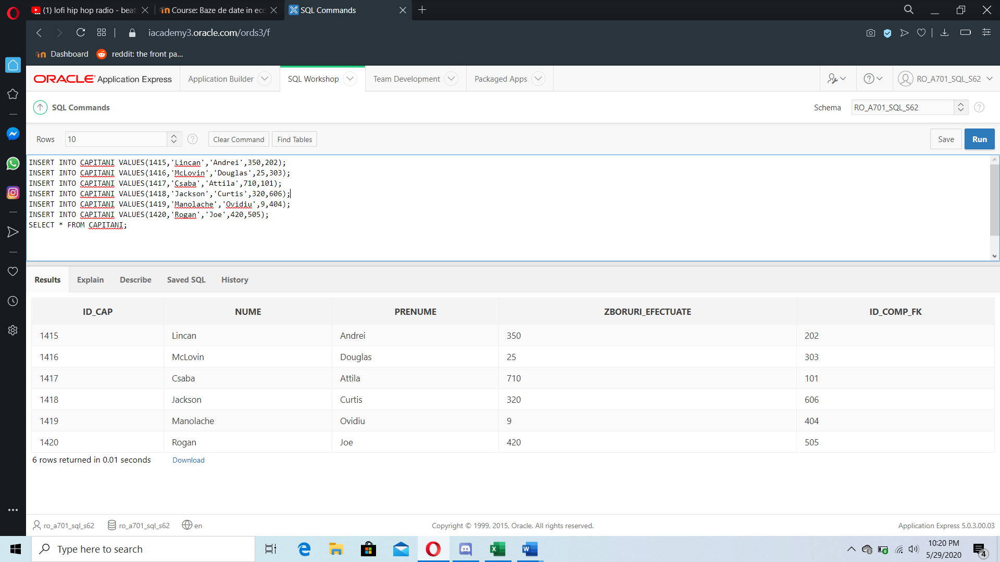 (1) lofi hip hop radio - beat
Course: Baze de date in eco
SQL Commands
iacademy3.oracle.com/ords3/f
Dashboard
reddit: the front pa...
ORACLE Application Express
Application Builder
SQL Workshop
Team Development
Packaged Apps
RO_A701_SQL_S62
SQL Commands
Schema
RO_A701_SQL_S62
Rows
10
Clear Command
Find Tables
Save
Run
INSERT INTO CAPITANI VALUES(1415,'Lincan','Andrei',350,202);
INSERT INTO CAPITANI VALUES(1416,'McLovin','Douglas',25,303);
INSERT INTO CAPITANI VALUES(1417,'Csaba','Attila',710,101);
INSERT INTO CAPITANI VALUES(1418,'Jackson','Curtis',320,606);
INSERT INTO CAPITANI VALUES(1419,'Manolache','Ovidiu',9,404);
INSERT INTO CAPITANI VALUES(1420,'Rogan','Joe',420,505);
SELECT * FROM CAPITANI;
Results Explain Describe Saved SQL History
ID_CAP NUME PRENUME ZBORURI_EFECTUATE ID_COMP_FK
1415 Lincan Andrei 350 202
1416 McLovin Douglas 25 303
1417 Csaba Attila 710 101
1418 Jackson Curtis 320 606
1419 Manolache Ovidiu 9 404
1420 Rogan Joe 420 505
6 rows returned in 0.01 seconds
Download
ro_a701_sql_s62
ro_a701_sql_s62
en
Copyright © 1999, 2015, Oracle. All rights reserved.
Application Express 5.0.3.00.03
Type here to search
10:20 PM
5/29/2020
4